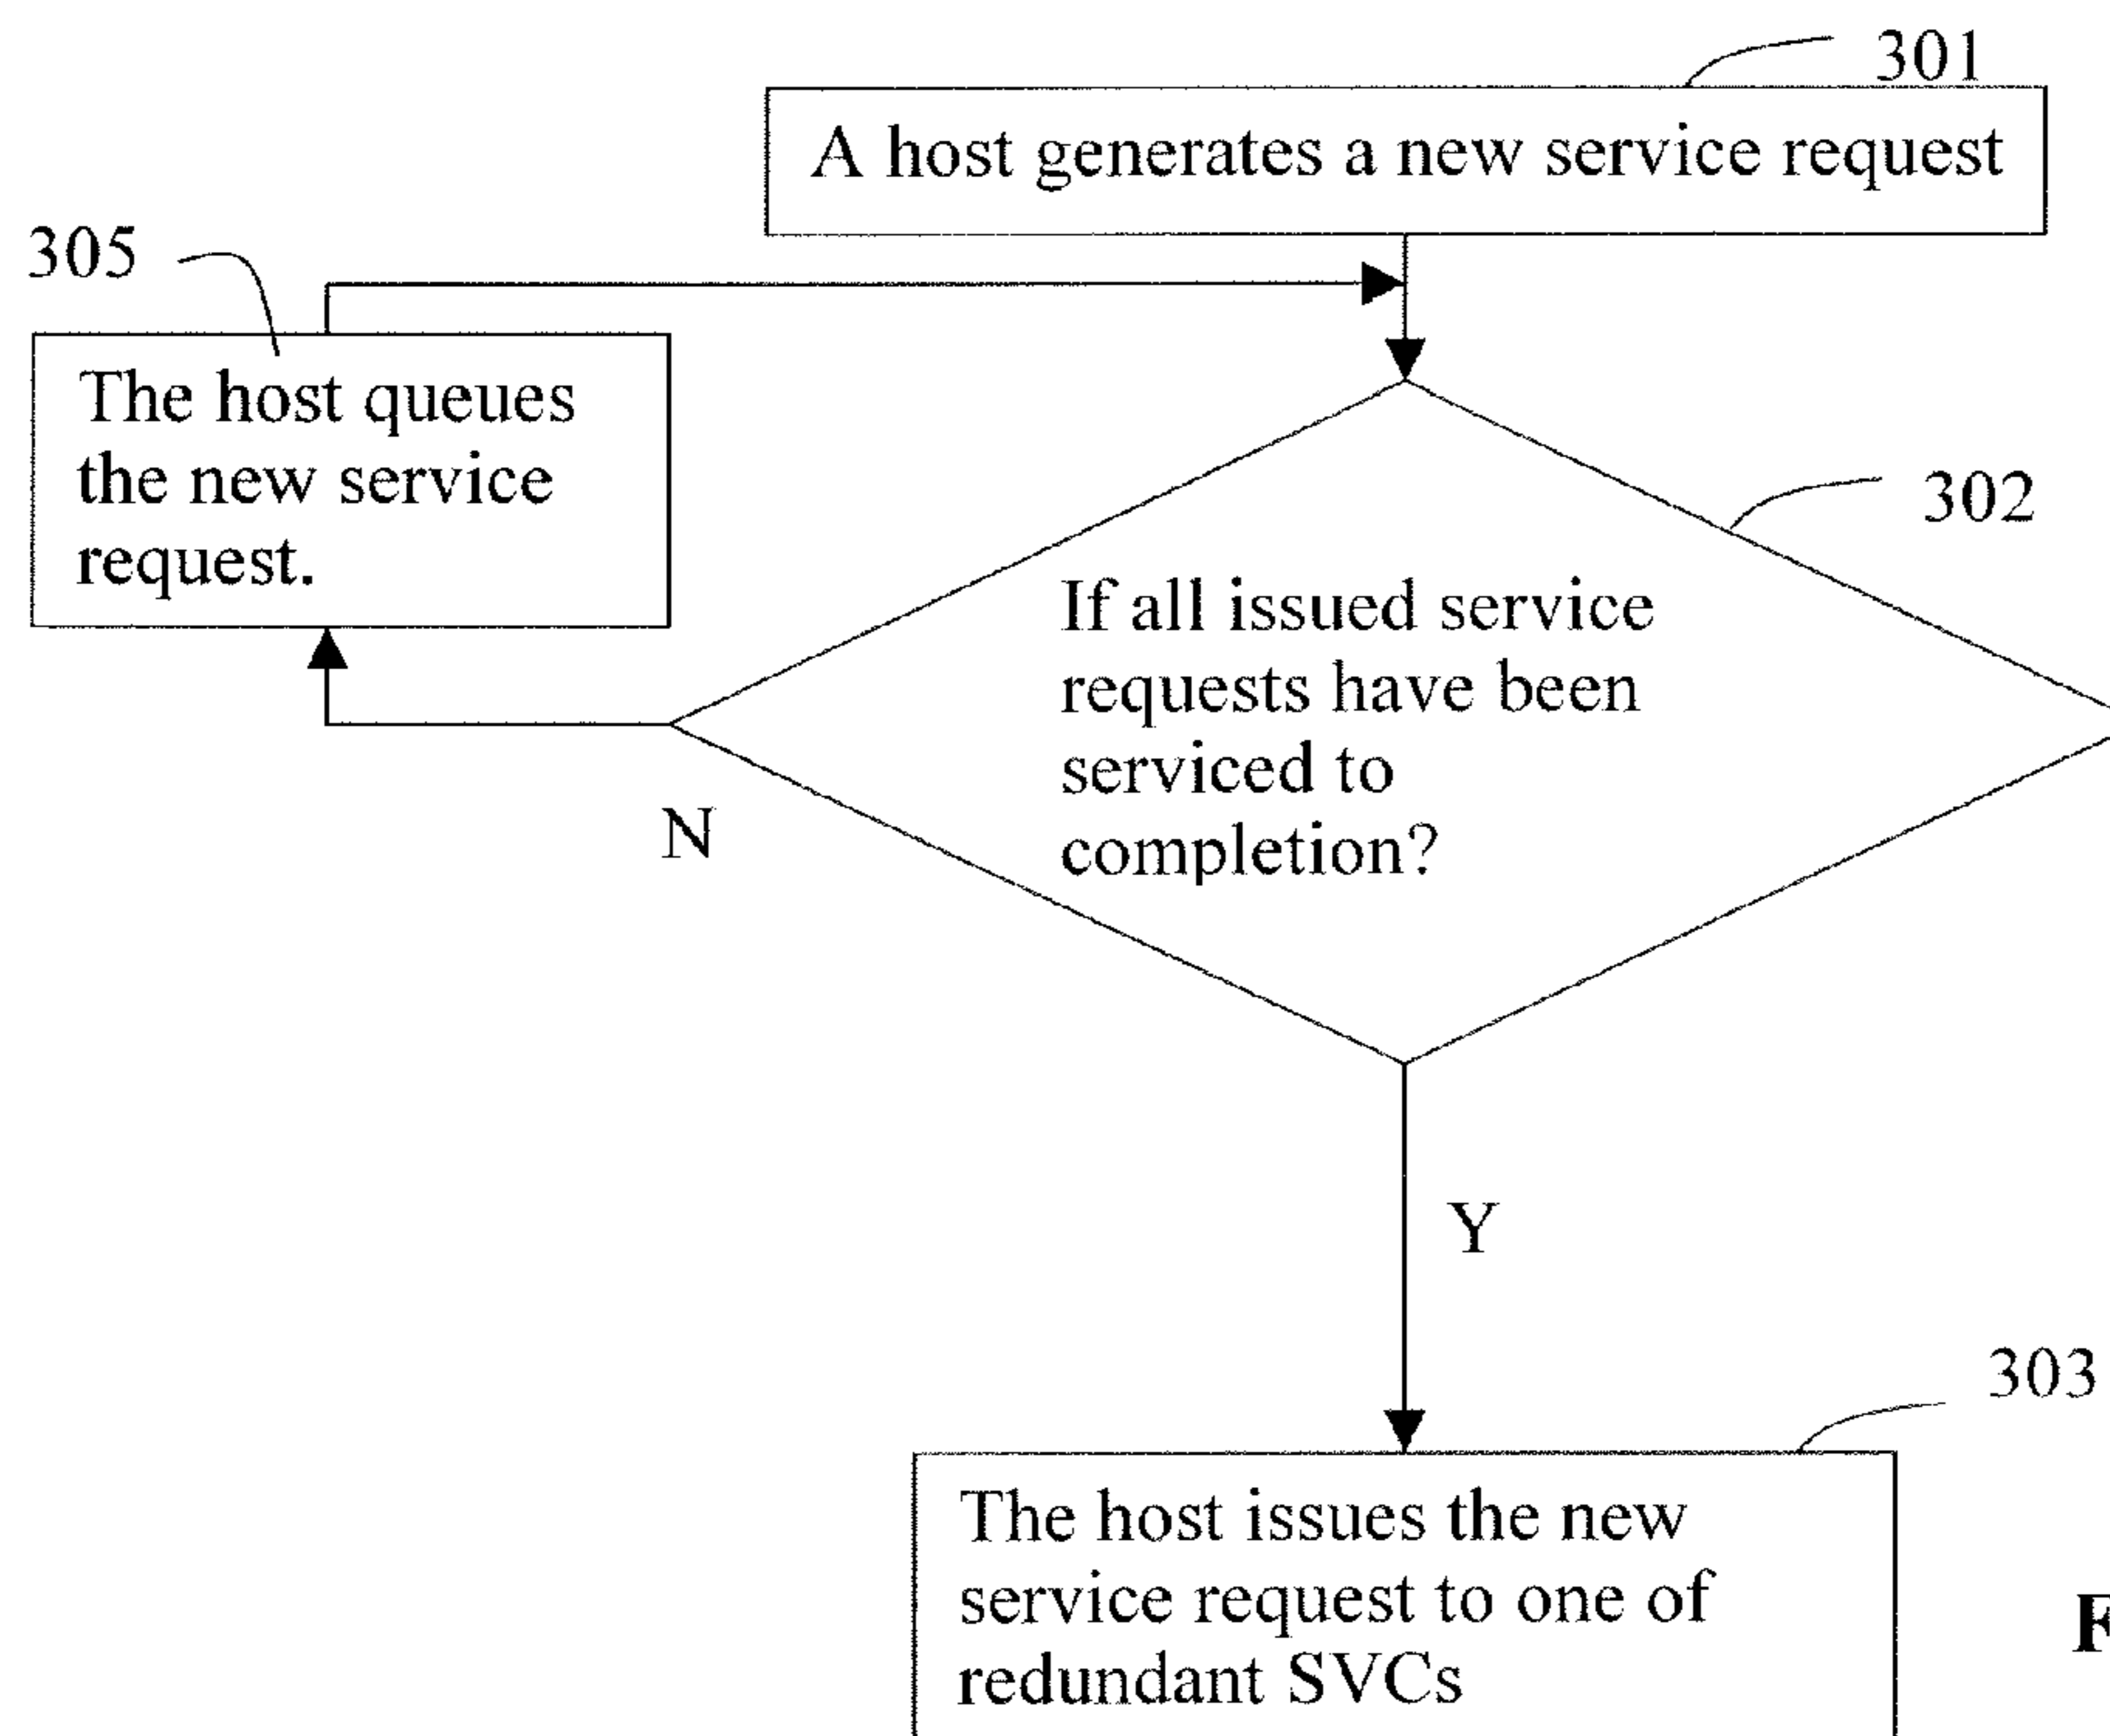 301
A host generates a new service request
305
The host queues
the new service
request.
302
If all issued service
requests have been
serviced to
completion?
N
Y
303
The host issues the new
service request to one of
redundant SVCs